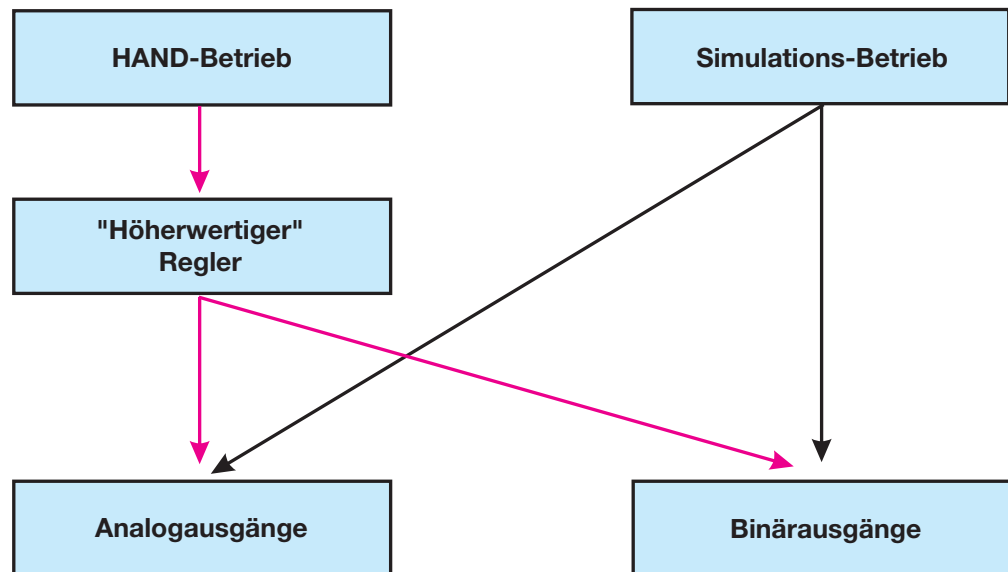 HAND-Betrieb
Simulations-Betrieb
"Höherwertiger"
Regler
Analogausgänge
Binärausgänge